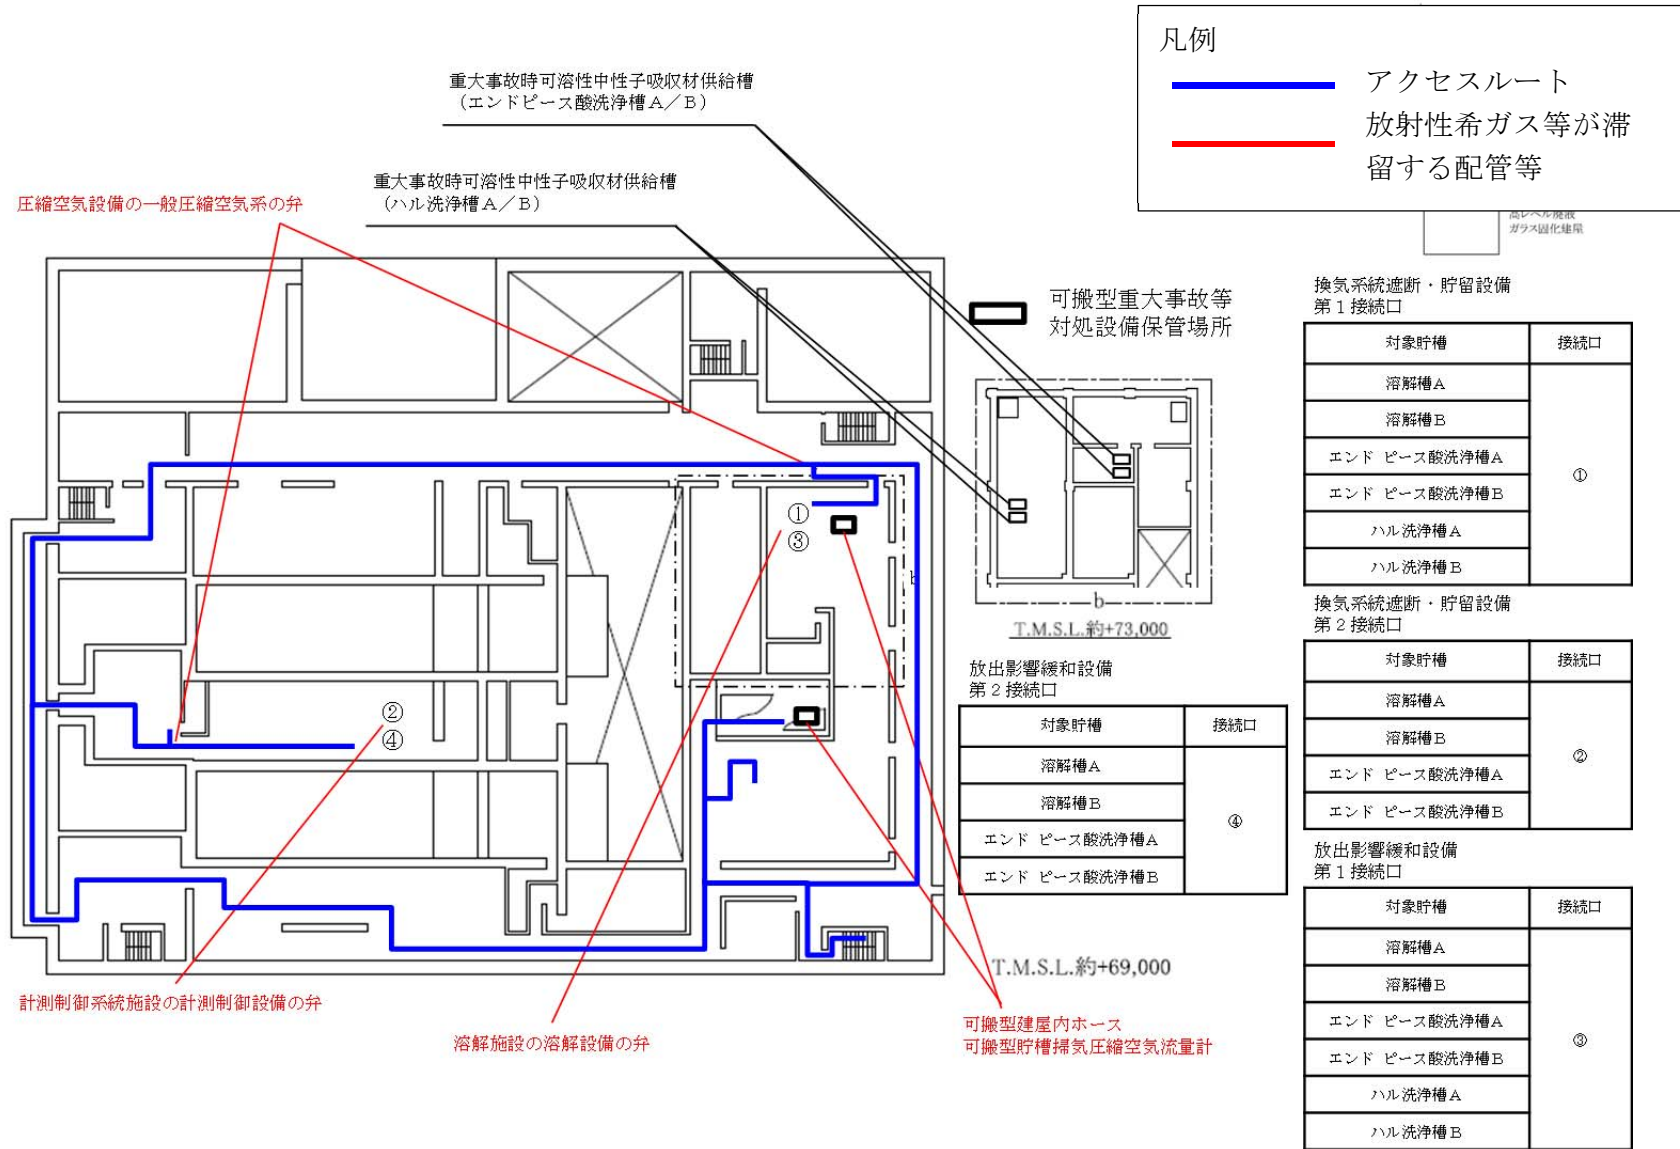 凡例
アクセスルート
放射性希ガス等が滞
留する配管等
高レベル廃液
ガラス固化建屋
重大事故時可溶性中性子吸収材供給槽
（エンドピース酸洗浄槽A／B）
重大事故時可溶性中性子吸収材供給槽
（ハル洗浄槽A／B）
圧縮空気設備の一般圧縮空気系の弁
可搬型重大事故等
対処設備保管場所
①
③
b
②
④
b
T.M.S.L.約+73,000
T.M.S.L.約+69,000
計測制御系統施設の計測制御設備の弁
溶解施設の溶解設備の弁
可搬型建屋内ホース
可搬型貯槽掃気圧縮空気流量計
放出影響緩和設備
第2接続口
対象貯槽 接続口
溶解槽A
溶解槽B
エンド ピース酸洗浄槽A
エンド ピース酸洗浄槽B
④
換気系統遮断・貯留設備
第1接続口
対象貯槽 接続口
溶解槽A
溶解槽B
エンド ピース酸洗浄槽A
エンド ピース酸洗浄槽B
ハル洗浄槽A
ハル洗浄槽B
①
換気系統遮断・貯留設備
第2接続口
対象貯槽 接続口
溶解槽A
溶解槽B
エンド ピース酸洗浄槽A
エンド ピース酸洗浄槽B
②
放出影響緩和設備
第1接続口
対象貯槽 接続口
溶解槽A
溶解槽B
エンド ピース酸洗浄槽A
エンド ピース酸洗浄槽B
ハル洗浄槽A
ハル洗浄槽B
③